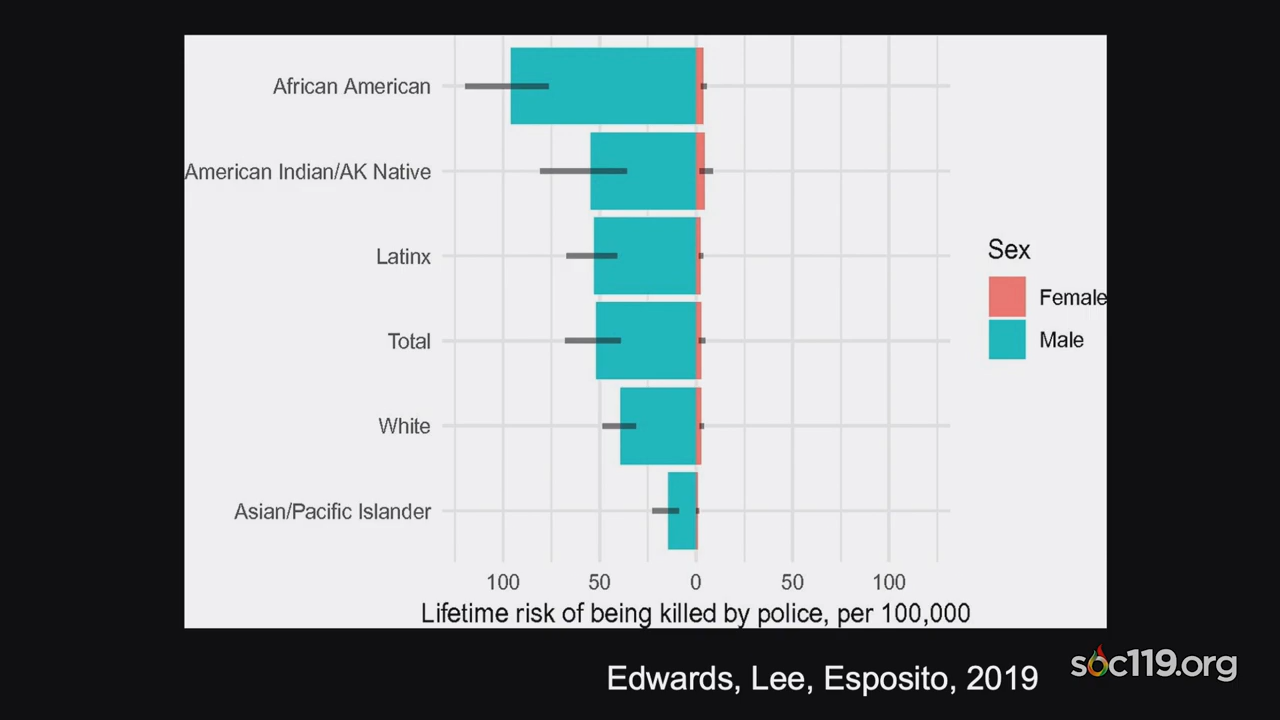 African American
American Indian/AK Native
Latinx
Total
White
Asian/Pacific Islander
100 50 0 50 100
Lifetime risk of being killed by police, per 100,000
Sex
Female
Male
Edwards, Lee, Esposito, 2019
soc119.org